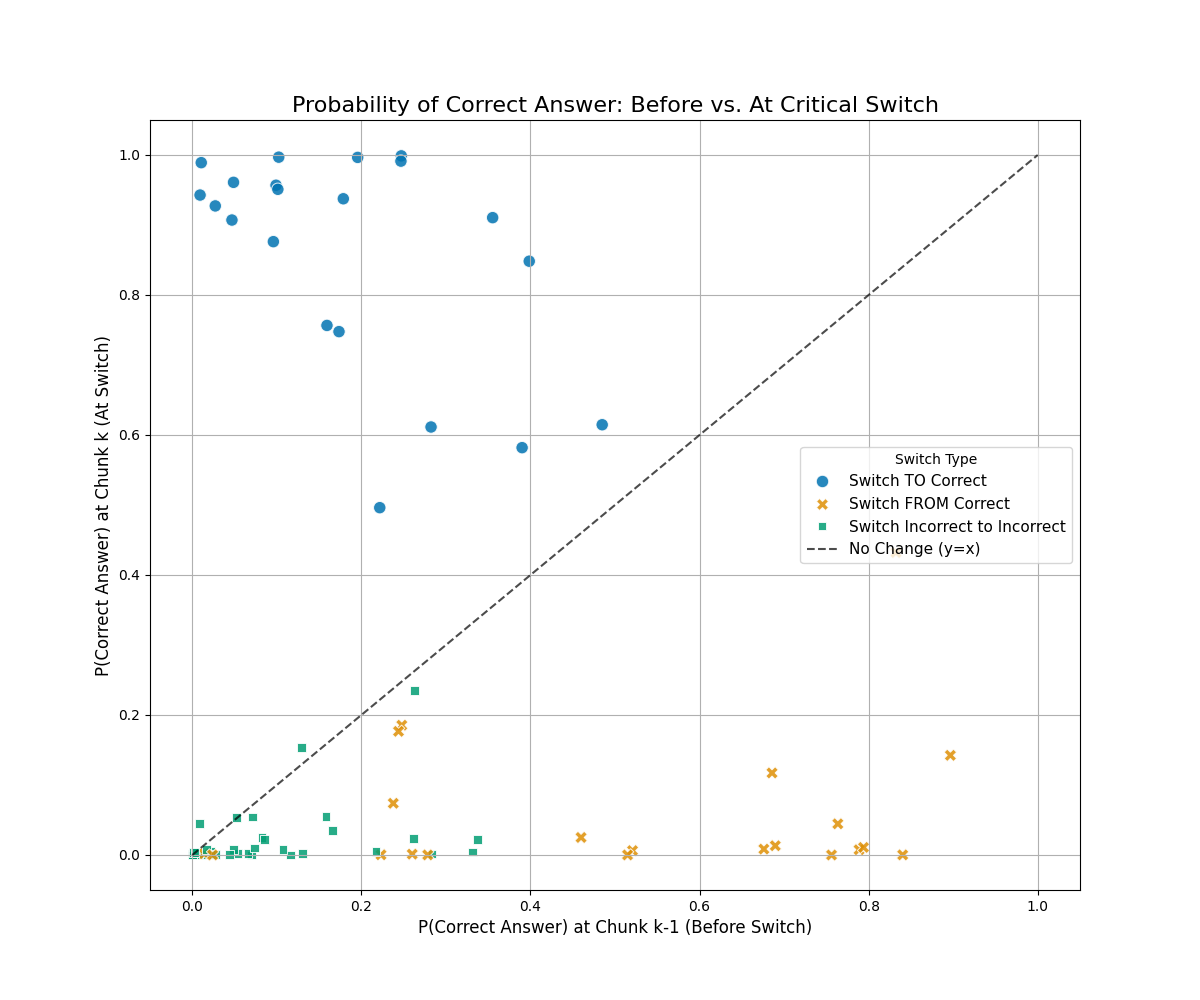 Probability of Correct Answer: Before vs. At Critical Switch
P(Correct Answer) at Chunk k (At Switch)
1.0
0.8
0.6
0.4
0.2
0.0
Switch Type
Switch TO Correct
Switch FROM Correct
Switch Incorrect to Incorrect
No Change (y=x)
0.0 0.2 0.4 0.6 0.8 1.0
P(Correct Answer) at Chunk k-1 (Before Switch)